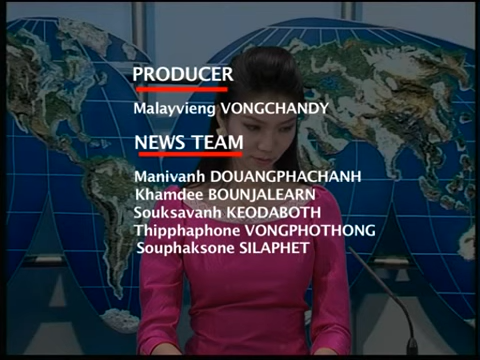 PRODUCER
Malayvieng VONGCHANDY
NEWS TEAM
Manivanh DOUANGPHACHANH
Khamdee BOUNJALEARN
Souksavanh KEODABOTH
Thipphaphone VONGPHOTHONG
Souphaksone SILAPHET